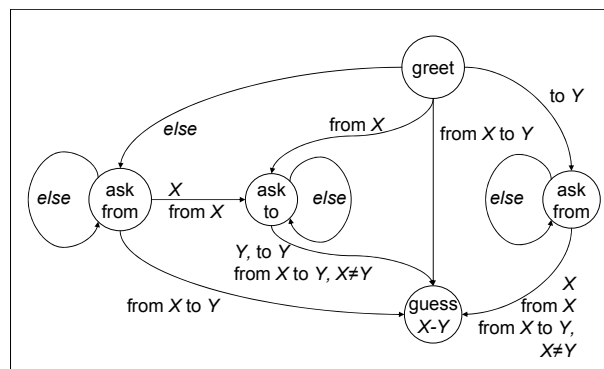 greet
to Y
else
from X
from X to Y
else
ask
from
X
from X
ask
to
else
else
ask
from
Y, to Y
from X to Y, X≠Y
from X to Y
guess
X-Y
X
from X
from X to Y,
X≠Y